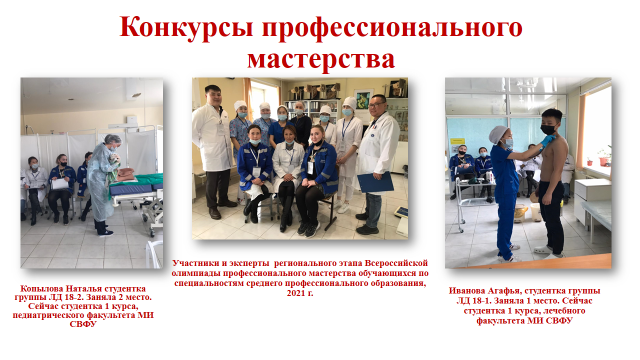 Конкурсы профессионального
мастерства
Копылова Наталья студентка
группы ЛД 18-2. Заняла 2 место.
Сейчас студентка 1 курса,
педиатрического факультета МИ
СВФУ
Участники и эксперты регионального этапа Всероссийской
олимпиады профессионального мастерства обучающихся по
специальностям среднего профессионального образования,
2021 г.
Иванова Агафья, студентка группы
ЛД 18-1. Заняла 1 место. Сейчас
студентка 1 курса, лечебного
факультета МИ СВФУ